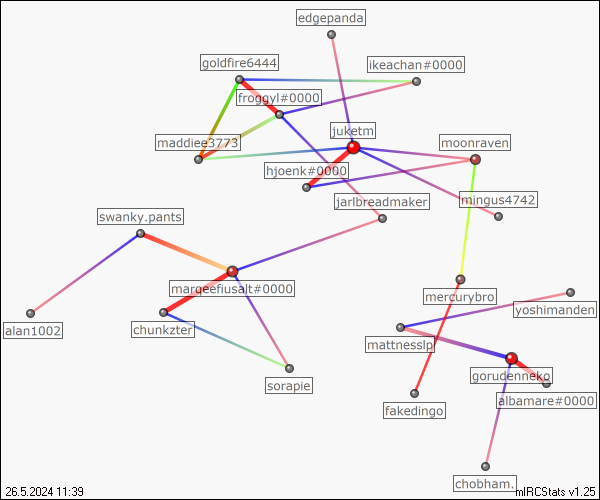 edgepanda
goldfire6444
ikeachan#0000
froggyl#0000
juketm
maddiee3773
moonraven
hjoenk#0000
mingus4742
jarlbreadmaker
swanky.pants
marqeefiusalt#0000
mercurybro
yoshimanden
alan1002
chunkzter
mattnesslp
gorudenneko
sorapie
albamare#0000
fakedingo
chobham.
26.5.2024 11:39
mIRCStats v1.25